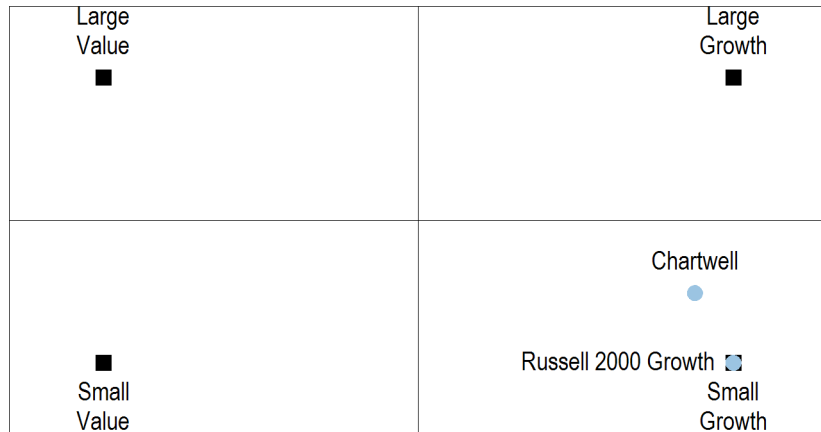 Large
Value
Large
Growth
Chartwell
Russell 2000 Growth
Small
Value
Small
Growth